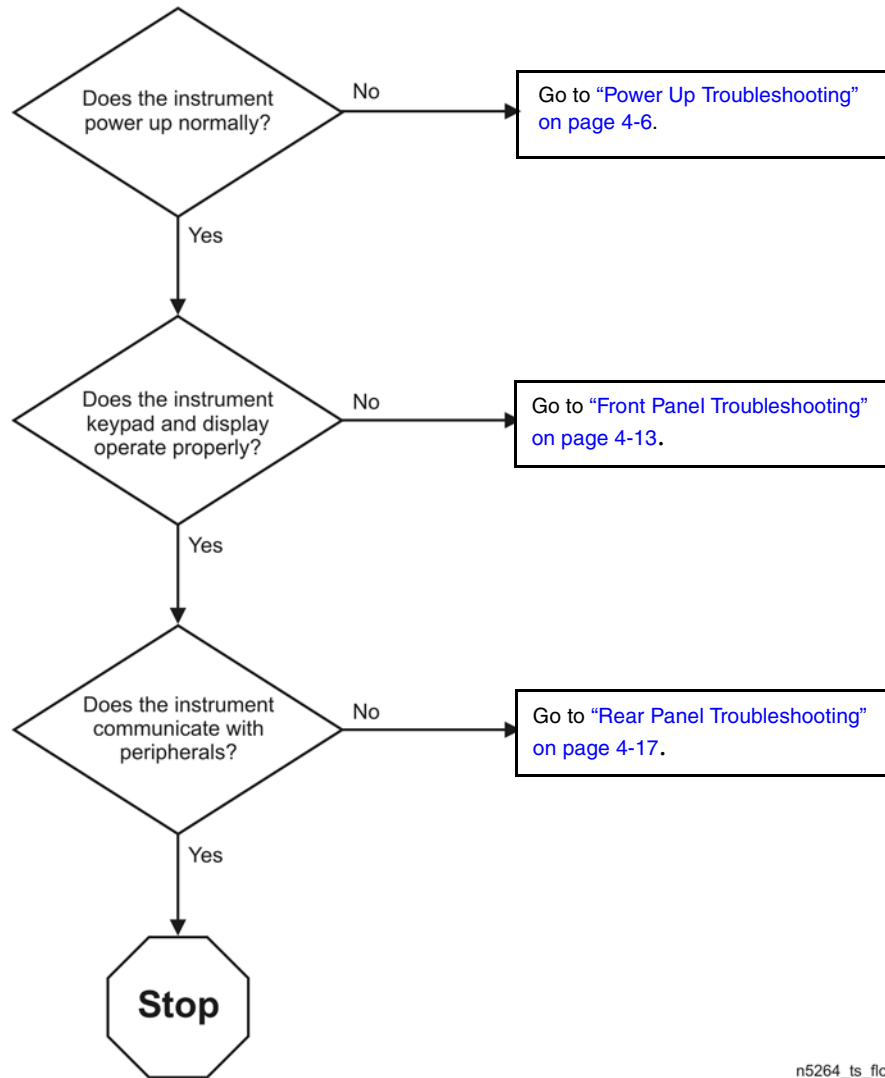 Does the instrument
power up normally?
No
Go to “Power Up Troubleshooting”
on page 4-6.
Yes
Does the instrument
keypad and display
operate properly?
No
Go to “Front Panel Troubleshooting”
on page 4-13.
Yes
Does the instrument
communicate with
peripherals?
No
Go to “Rear Panel Troubleshooting”
on page 4-17.
Yes
Stop